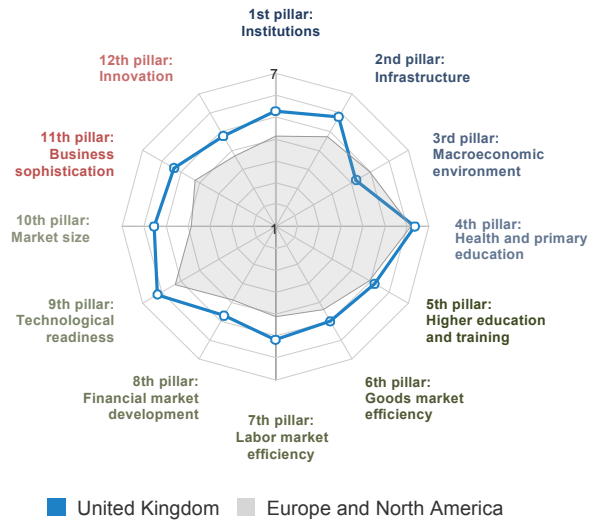 1st pillar:
Institutions
2nd pillar:
Infrastructure
3rd pillar:
Macroeconomic
environment
4th pillar:
Health and primary
education
5th pillar:
Higher education
and training
6th pillar:
Goods market
efficiency
7th pillar:
Labor market
efficiency
8th pillar:
Financial market
development
9th pillar:
Technological
readiness
10th pillar:
Market size
11th pillar:
Business
sophistication
12th pillar:
Innovation
7
1
United Kingdom
Europe and North America